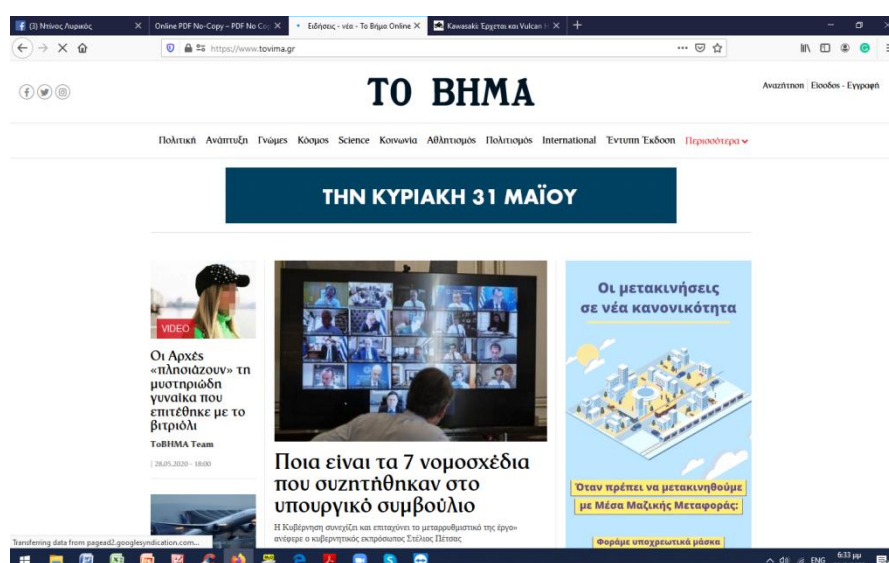 (3) Ντίνος Λυρικός
Online PDF No-Copy – PDF No Cop
Ειδήσεις - νέα - Το Βήμα Online
Kawasaki: Έρχεται και Vulcan
https://www.tovima.gr
ΤΟ ΒΗΜΑ
Αναζήτηση | Είσοδος - Εγγραφή
Πολιτική Ανάπτυξη Γνώμες Κόσμος Science Κοινωνία Αθλητισμός Πολιτισμός International Έντυπη Έκδοση Περισσότερα
ΤΗΝ ΚΥΡΙΑΚΗ 31 ΜΑΪΟΥ
VIDEO
Οι Αρχές
«πλησιάζουν» τη
μυστηριώδη
γυναίκα που
επιτέθηκε με το
βιτριόλι
ToBHMA Team
| 28.05.2020 - 18:00
Ποια είναι τα 7 νομοσχέδια
που συζητήθηκαν στο
υπουργικό συμβούλιο
Η Κυβέρνηση συνεχίζει και επιταχύνει το μεταρρυθμιστικό της έργο»
ανέφερε ο κυβερνητικός εκπρόσωπος Στέλιος Πέτσας
Οι μετακινήσεις
σε νέα κανονικότητα
Όταν πρέπει να μετακινηθούμε
με Μέσα Μαζικής Μεταφοράς:
Φοράμε υποχρεωτικά μάσκα
Transferring data from pagead2.googlesyndication.com...
ENG
6:33 μμ